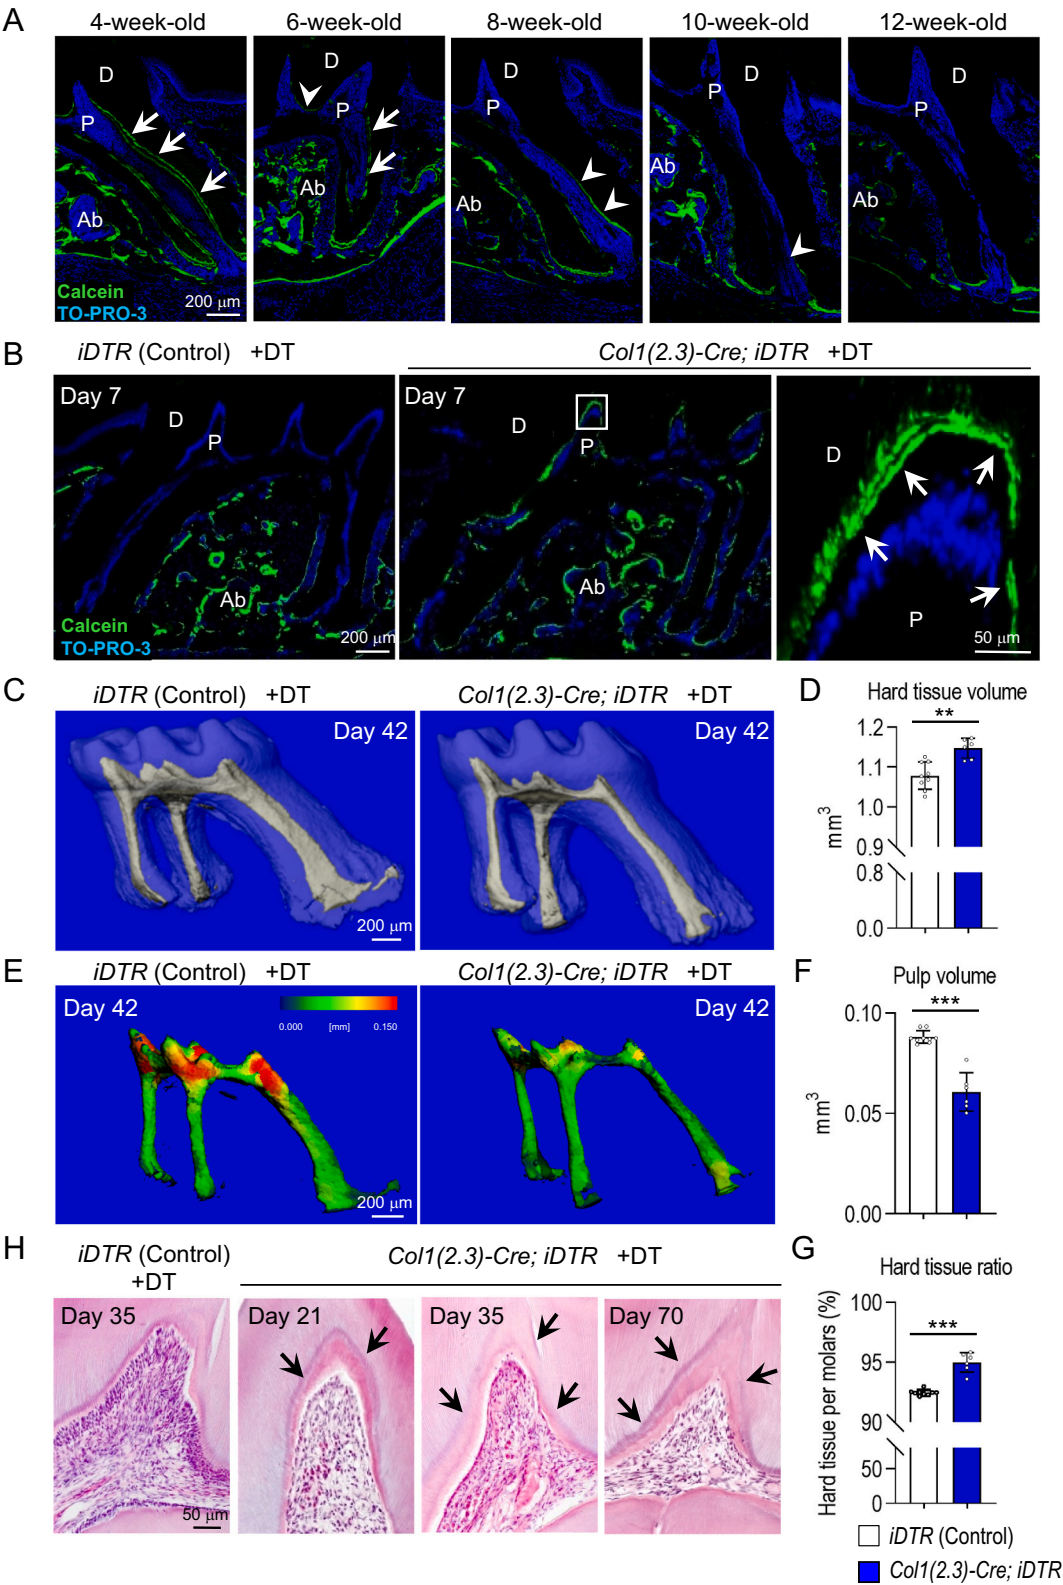 A
4-week-old 6-week-old 8-week-old 10-week-old 12-week-old
D D D D D
P P P P P
Ab Ab Ab Ab Ab
Calcein
TO-PRO-3
200 μm
B
iDTR (Control) +DT Col1(2.3)-Cre; iDTR +DT
Day 7 Day 7
D D D
P P P
Ab Ab
Calcein
TO-PRO-3
200 μm 200 μm 50 μm
C
iDTR (Control) +DT Col1(2.3)-Cre; iDTR +DT
Day 42 Day 42
200 μm
D
Hard tissue volume
**
1.2
1.1
1.0
0.9
0.8
0.0
mm3
E
iDTR (Control) +DT Col1(2.3)-Cre; iDTR +DT
Day 42 Day 42
0.000 [mm] 0.150
200 μm
F
Pulp volume
***
0.10
0.05
0.00
mm3
H
iDTR (Control)
+DT
Col1(2.3)-Cre; iDTR +DT
Day 35 Day 21 Day 35 Day 70
50 μm
G
Hard tissue ratio
***
100
95
90
50
0
Hard tissue per molars (%)
iDTR (Control)
Col1(2.3)-Cre; iDTR